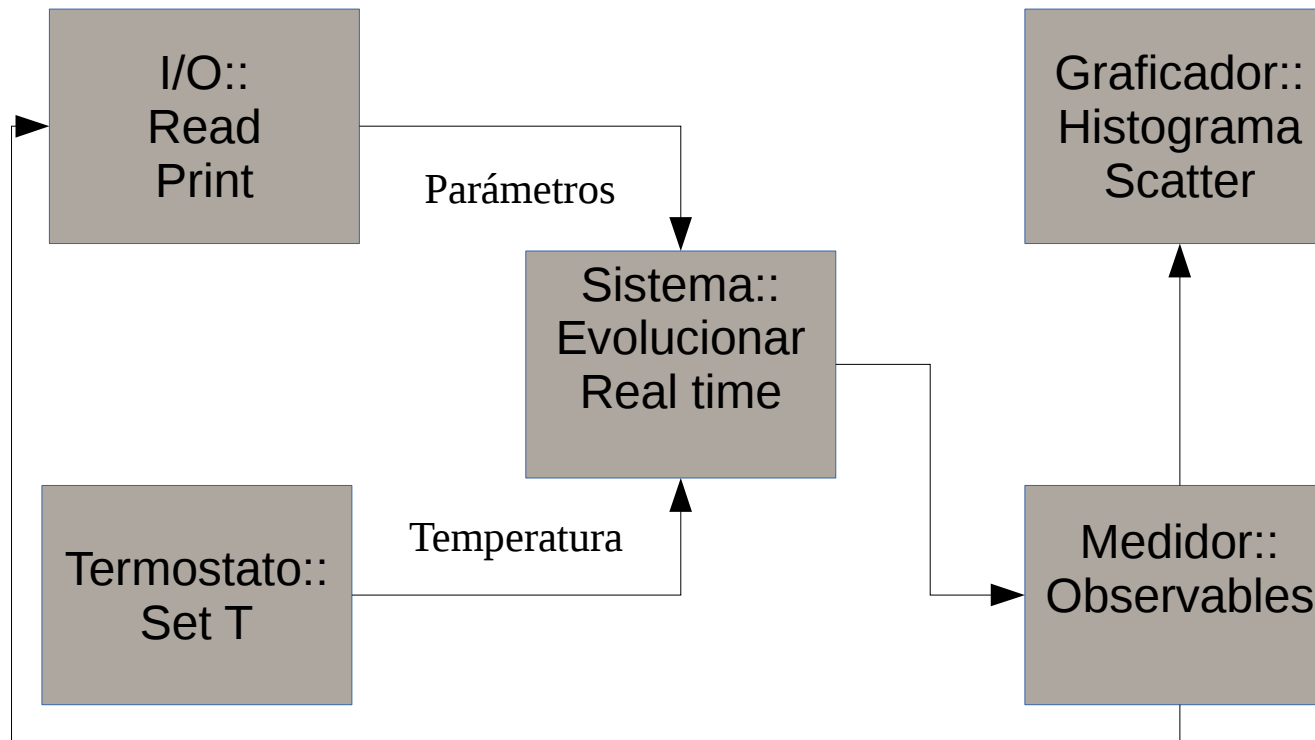 I/O::
Read
Print
Parámetros
Graficador::
Histograma
Scatter
Sistema::
Evolucionar
Real time
Termostato::
Set T
Temperatura
Medidor::
Observables